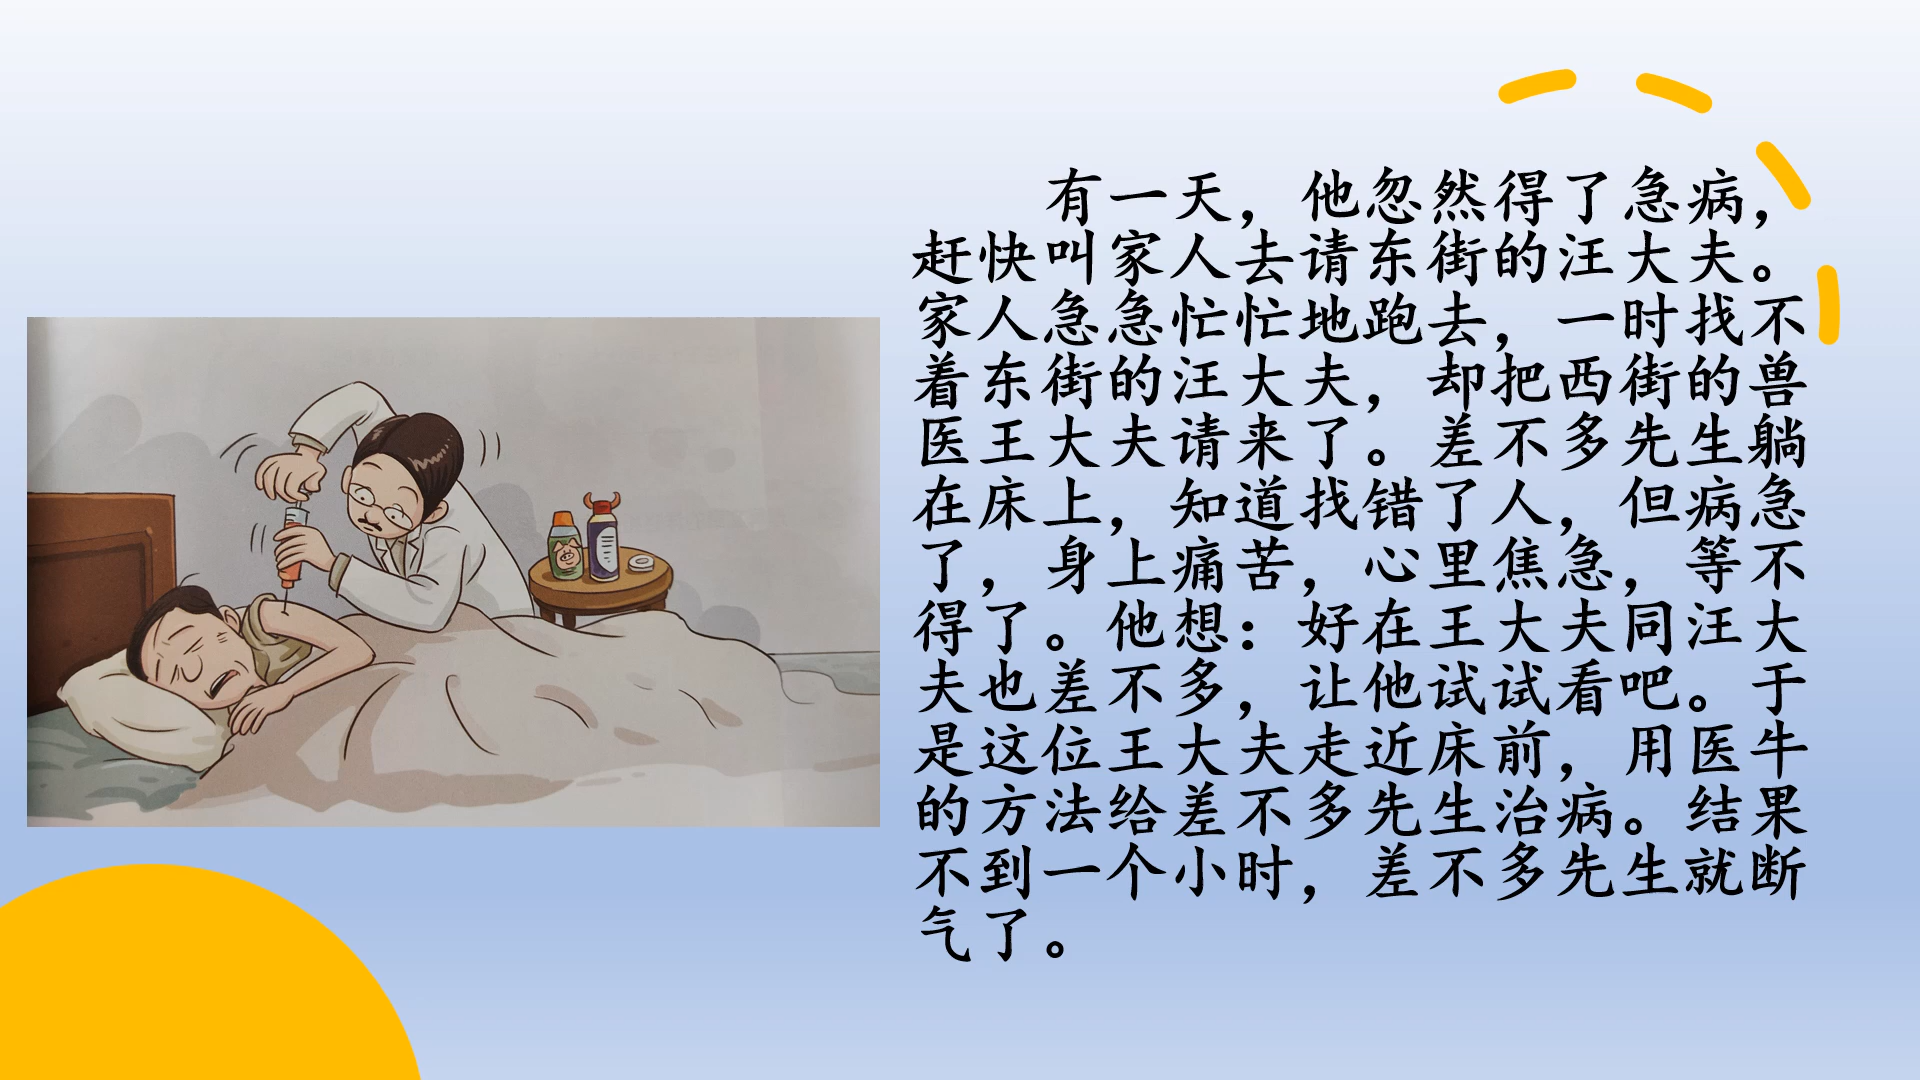 有一天，他忽然得了急病，
赶快叫家人去请东街的汪大夫。
家人急急忙忙地跑去，一时找不
着东街的汪大夫，却把西街的兽
医王大夫请来了。差不多先生躺
在床上，知道找错了人，但病急
了，身上痛苦，心里焦急，等不
得了。他想：好在王大夫同汪大
夫也差不多，让他试试看吧。于
是这位王大夫走近床前，用医牛
的方法给差不多先生治病。结果
不到一个小时，差不多先生就断
气了。